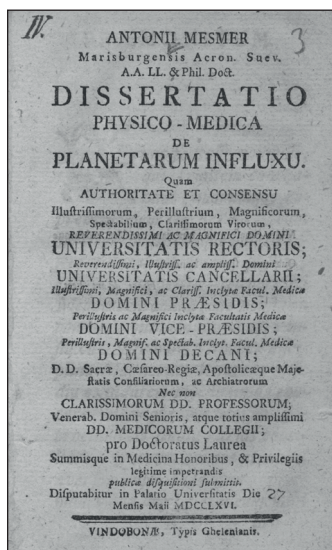 IV.
3
ANTONII MESMER
Marisburgensis Acron. Suev.
A.A. LL. & Phil. Doct.
DISSERTATIO
PHYSICO-MEDICA
DE
PLANETARUM INFLUXU.
Quam
AUTHORITATE ET CONSENSU
Illustrissimorum, Perillustrium, Magnificorum,
Spectabilium, Clarissimorum Virorum,
REVERENDISSIMI AC MAGNIFICI DOMINI
UNIVERSITATIS RECTORIS;
Reverendissimi, Illustriss. ac ampliss. Domini
UNIVERSITATIS CANCELLARII;
Illustrissimi, Magnifici, ac Clariss. Inclytæ Facul. Medicæ
DOMINI PRÆSIDIS;
Perillustris ac Magnifici Inclytæ Facultatis Medicæ
DOMINI VICE-PRÆSIDIS;
Perillustris, Magnif. ac Spectab. Inclyt. Facul. Medicæ
DOMINI DECANI;
D.D. Sacræ, Cæsareo-Regiæ, Apostolicæque Maje-
statis Consiliariorum, ac Archiatrorum
Nec non
CLARISSIMORUM DD. PROFESSORUM;
Venerab. Domini Senioris, atque totius amplissimi
DD. MEDICORUM COLLEGII;
pro Doctoratus Laurea
Summisque in Medicina Honoribus, & Privilegiis
legitime impetrandis
publicæ disquisitioni submittit.
Disputabitur in Palatio Universitatis Die 27
Mensis Maii MDCCLXVI.
VINDOBONÆ, Typis Ghelenianis.